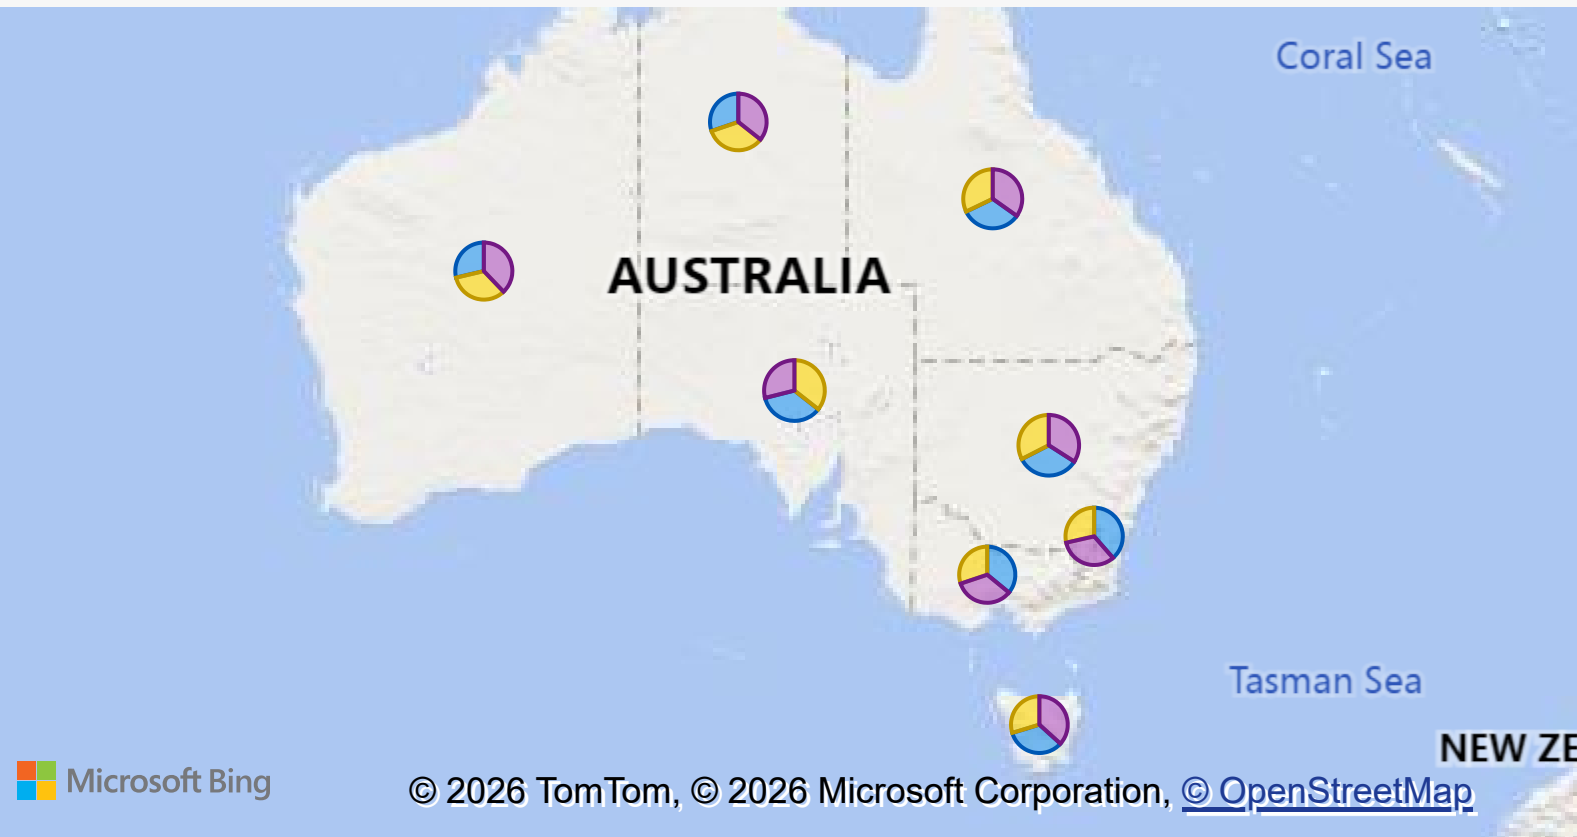 Coral Sea
AUSTRALIA
Tasman Sea
NEW ZE
Microsoft Bing
© 2026 TomTom, © 2026 Microsoft Corporation, © OpenStreetMap